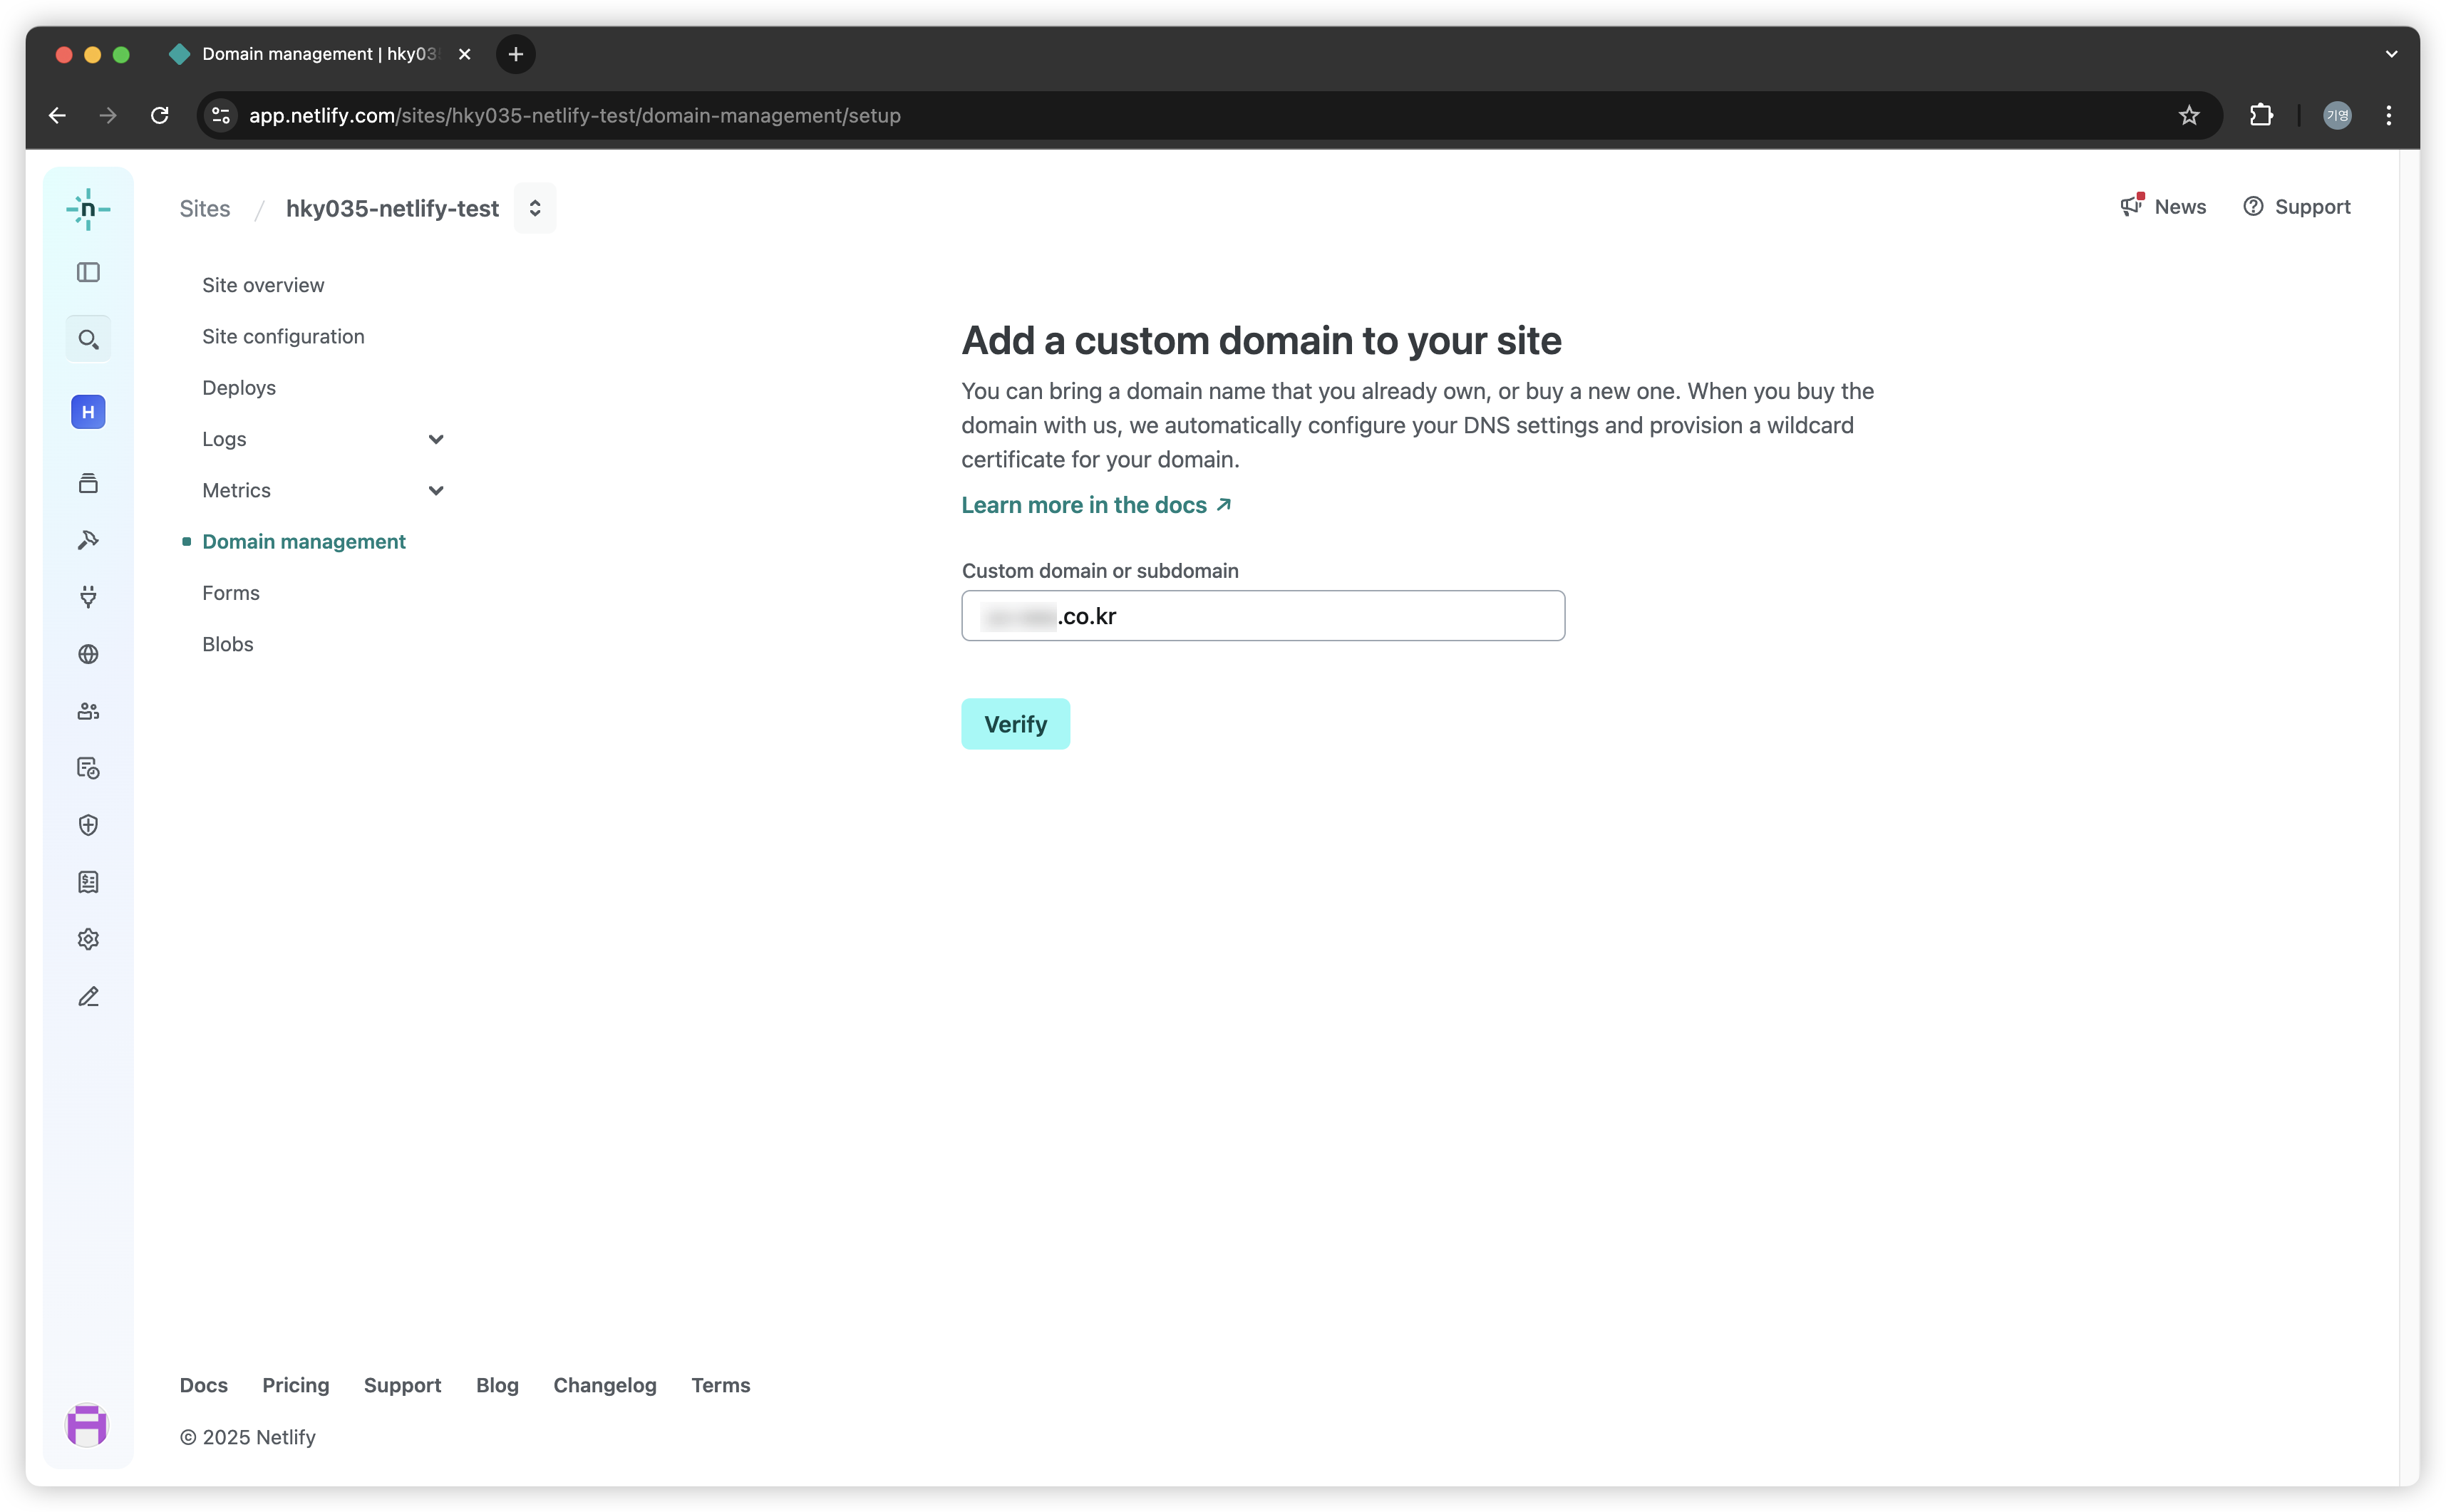 Domain management | hky03
app.netlify.com/sites/hky035-netlify-test/domain-management/setup
기영
n
Sites / hky035-netlify-test
News
Support
H
Site overview
Site configuration
Deploys
Logs
Metrics
Domain management
Forms
Blobs
Add a custom domain to your site
You can bring a domain name that you already own, or buy a new one. When you buy the
domain with us, we automatically configure your DNS settings and provision a wildcard
certificate for your domain.
Learn more in the docs
Custom domain or subdomain
.co.kr
Verify
Docs Pricing Support Blog Changelog Terms
© 2025 Netlify